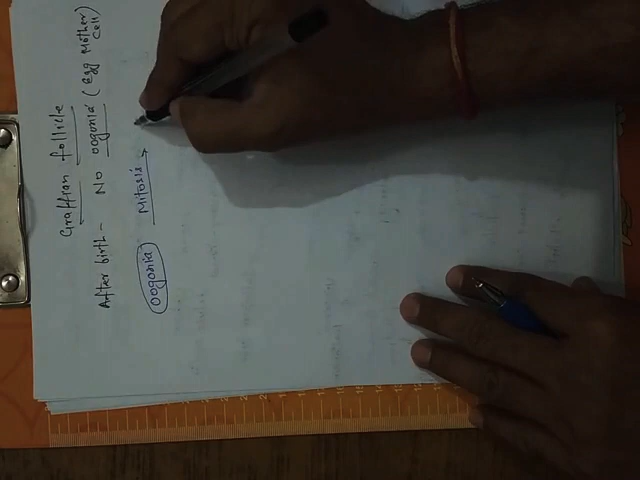 Graffian follicle
After birth - No oogonia (Egg Mother Cell)
Oogonia Mitosis →